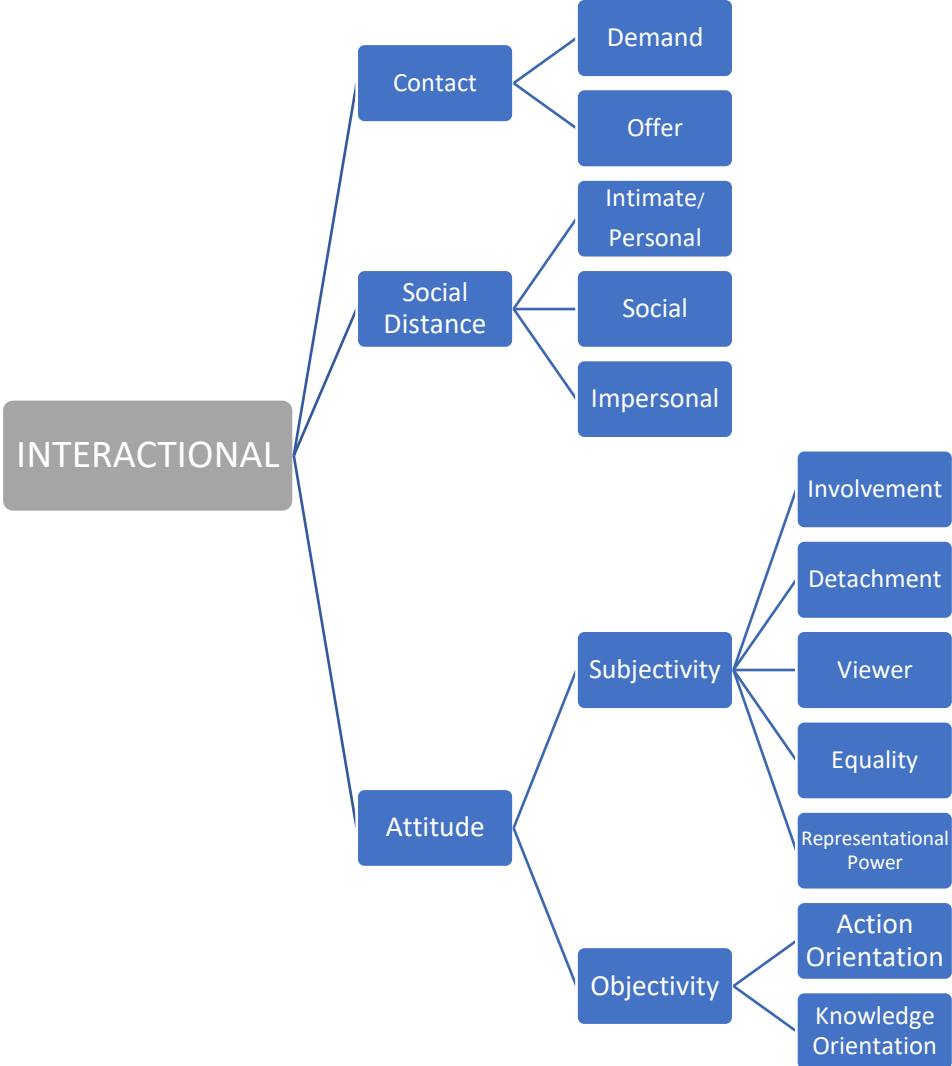 Demand
Contact
Offer
Intimate/
Personal
Social
Distance
Social
Impersonal
INTERACTIONAL
Involvement
Detachment
Subjectivity
Viewer
Equality
Attitude
Representational
Power
Action
Orientation
Objectivity
Knowledge
Orientation